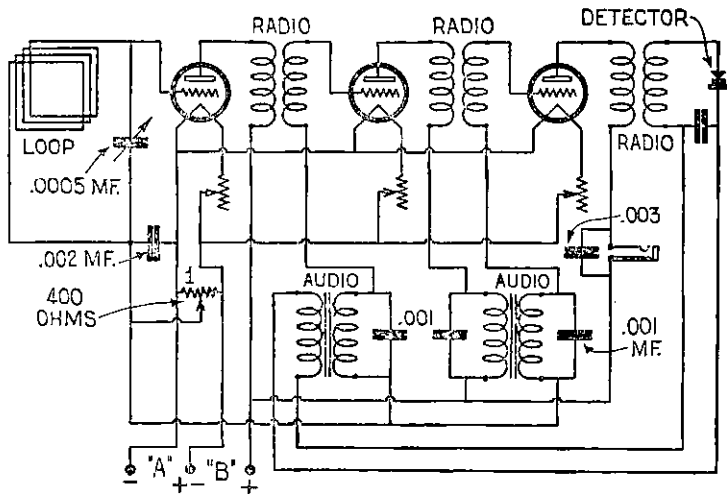 DETECTOR
RADIO
RADIO
RADIO
LOOP
.0005 MF.
.002 MF.
.003
1
400
OHMS
AUDIO
.001
AUDIO
.001
MF.
- "A" + - "B" +